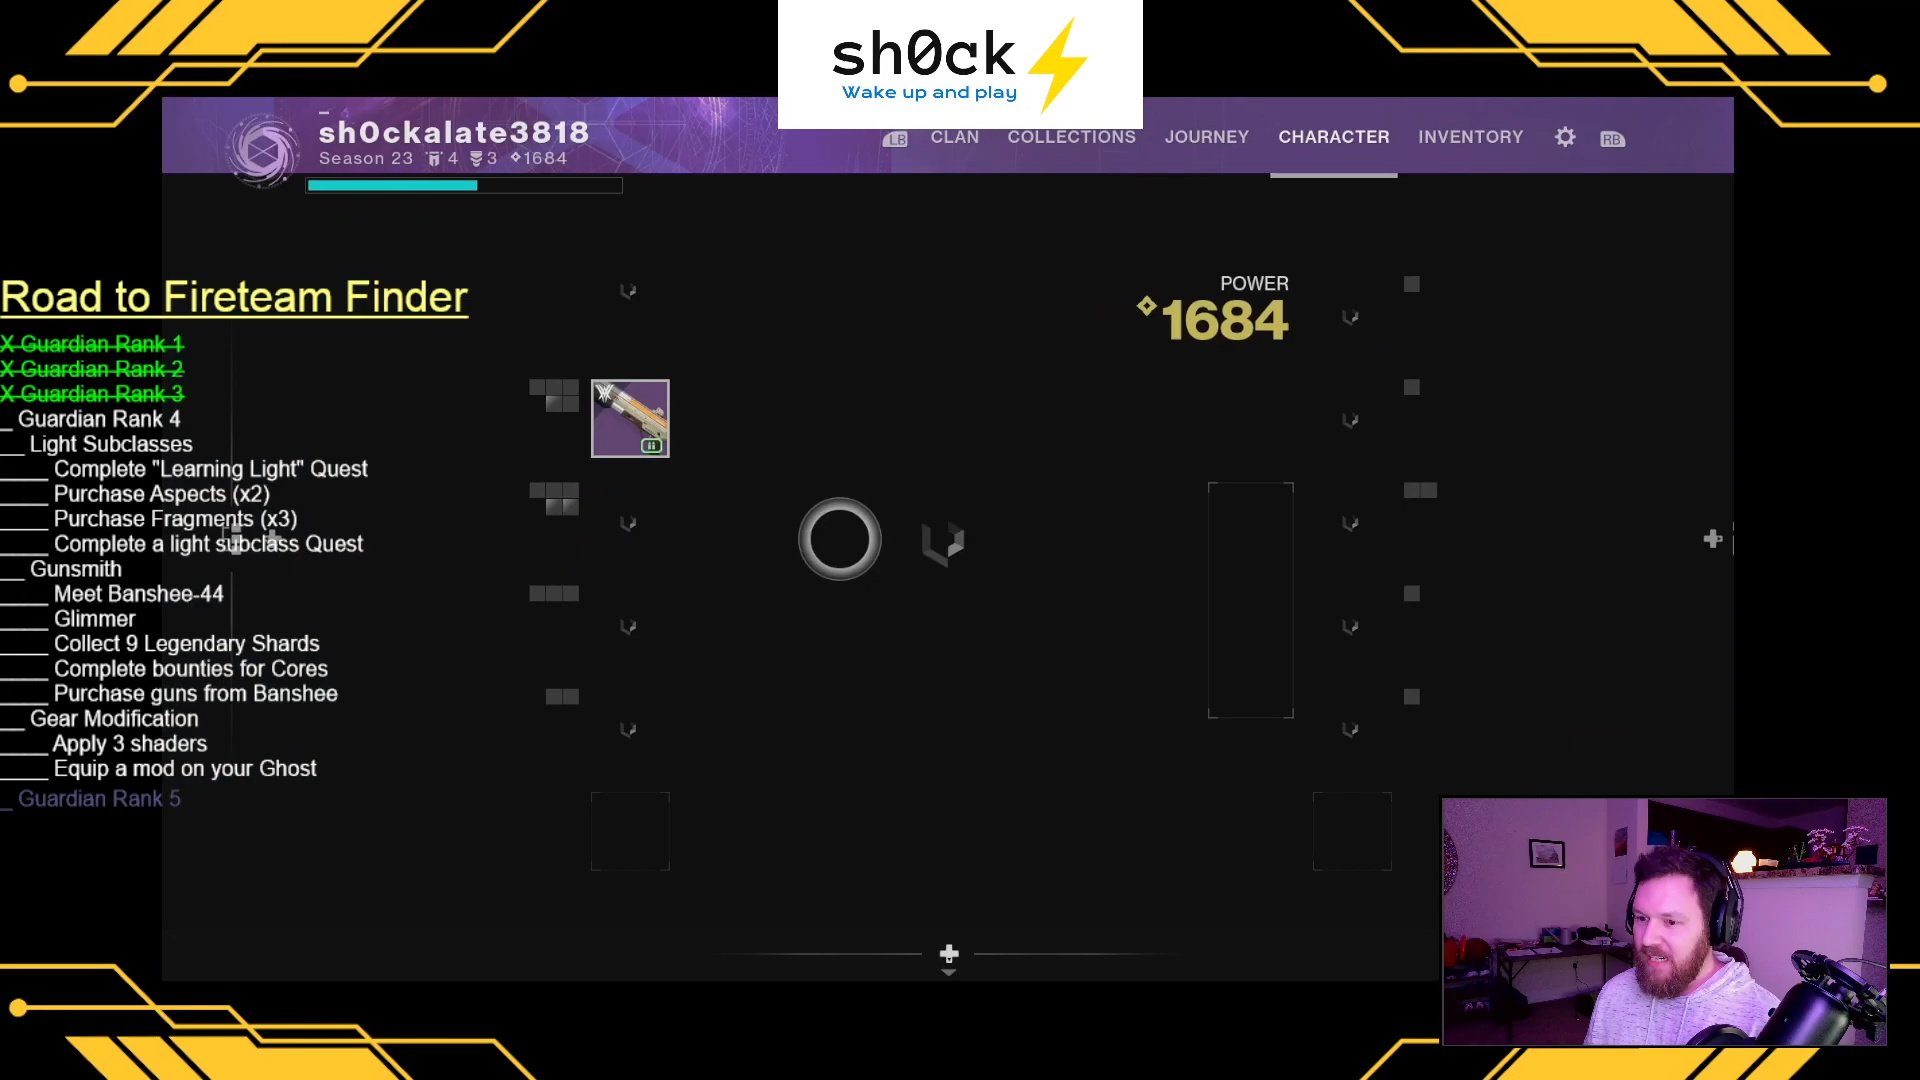 sh0ck
Wake up and play
sh0ckalate3818
Season 23 4 3 1684
LB CLAN COLLECTIONS JOURNEY CHARACTER INVENTORY RB
POWER
1684
Road to Fireteam Finder
X Guardian Rank 1
X Guardian Rank 2
X Guardian Rank 3
_ Guardian Rank 4
__ Light Subclasses
____ Complete "Learning Light" Quest
____ Purchase Aspects (x2)
____ Purchase Fragments (x3)
____ Complete a light subclass Quest
__ Gunsmith
____ Meet Banshee-44
____ Glimmer
____ Collect 9 Legendary Shards
____ Complete bounties for Cores
____ Purchase guns from Banshee
__ Gear Modification
____ Apply 3 shaders
____ Equip a mod on your Ghost
_ Guardian Rank 5